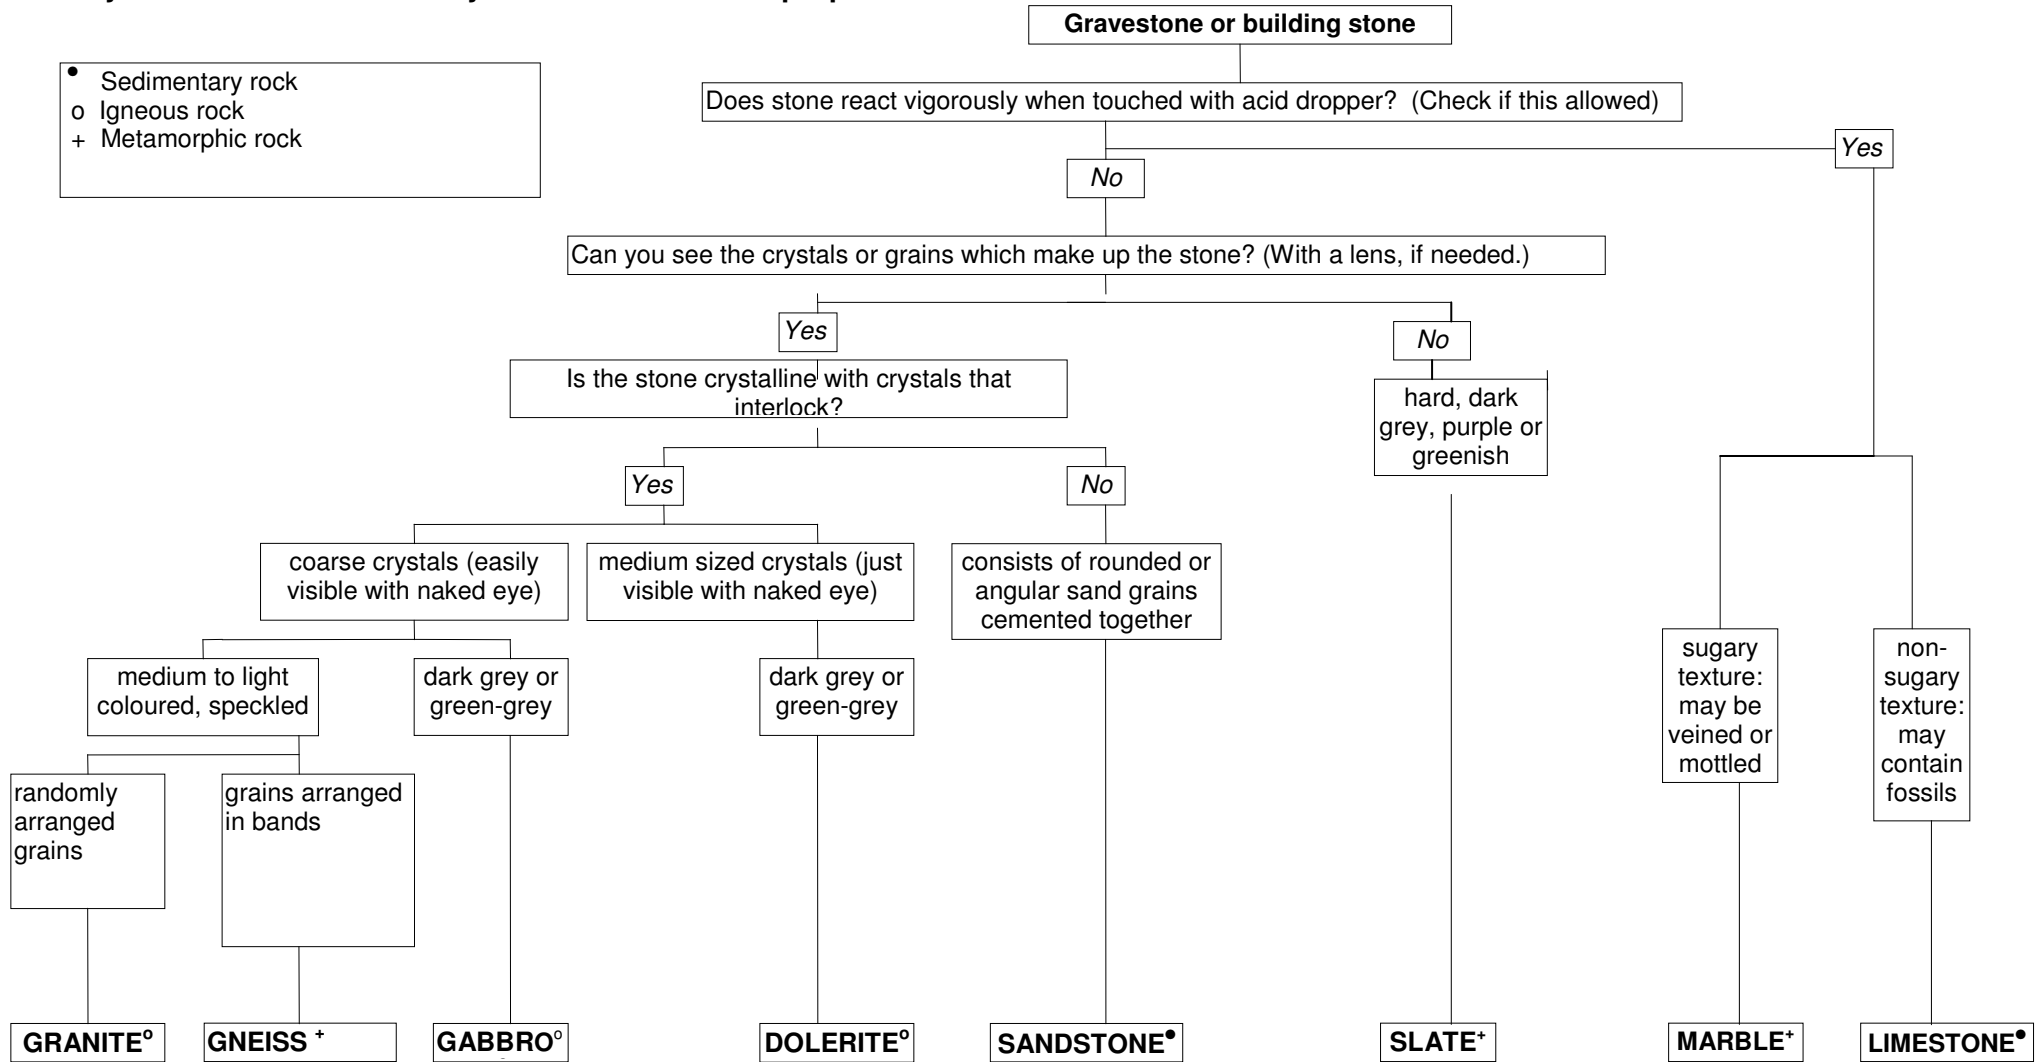 Gravestone or building stone
• Sedimentary rock
o Igneous rock
+ Metamorphic rock
Does stone react vigorously when touched with acid dropper? (Check if this allowed)
Yes
No
Can you see the crystals or grains which make up the stone? (With a lens, if needed.)
Yes
No
Is the stone crystalline with crystals that
interlock?
hard, dark
grey, purple or
greenish
Yes
No
coarse crystals (easily
visible with naked eye)
medium sized crystals (just
visible with naked eye)
consists of rounded or
angular sand grains
cemented together
medium to light
coloured, speckled
dark grey or
green-grey
dark grey or
green-grey
sugary
texture:
may be
veined or
mottled
non-
sugary
texture:
may
contain
fossils
randomly
arranged
grains
grains arranged
in bands
GRANITEº
GNEISS ⁺
GABBROº
DOLERITEº
SANDSTONE•
SLATE⁺
MARBLE⁺
LIMESTONE•